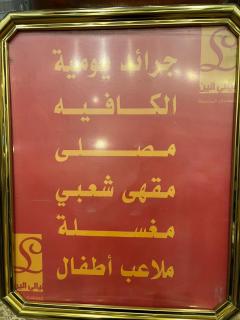 جرائد يومية
الكافيه
مصلى
مقهى شعبي
مغسلة
ملاعب أطفال